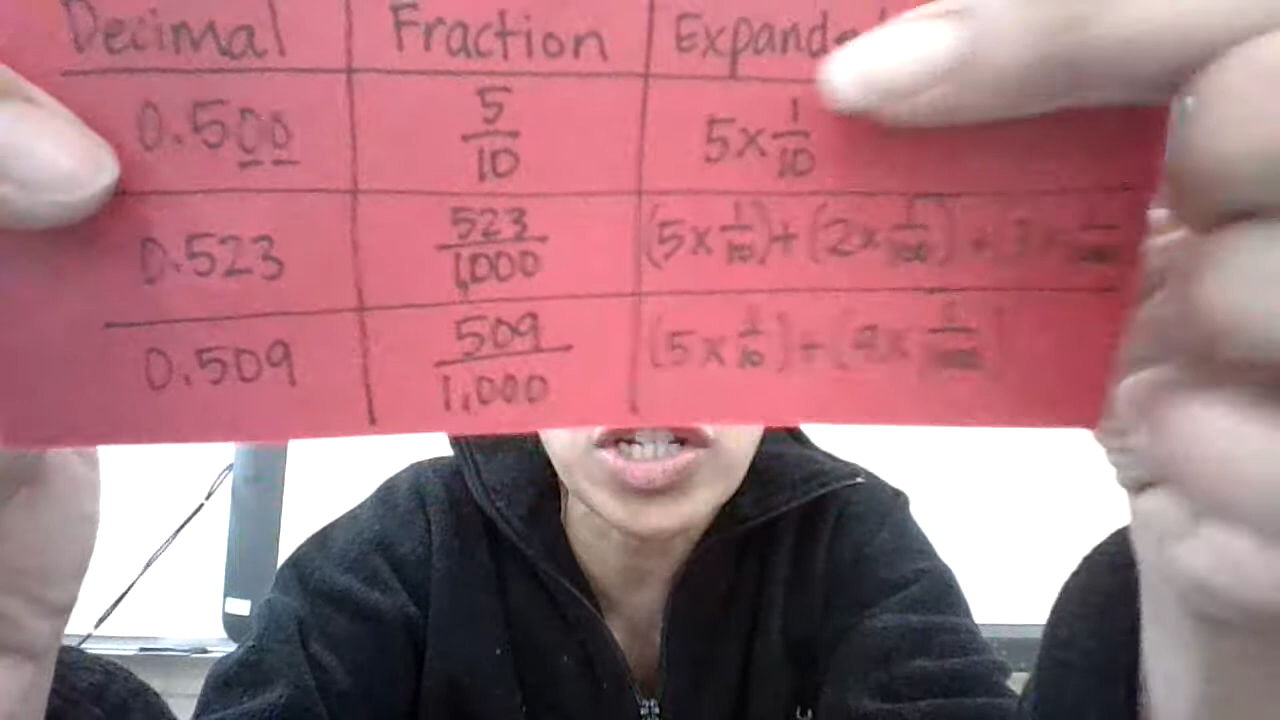 Decimal Fraction Expand
0.500 5/10 5x1/10
0.523 523/1,000 (5x1/10)+(2x1/100)+
0.509 509/1,000 (5x1/10)+(9x